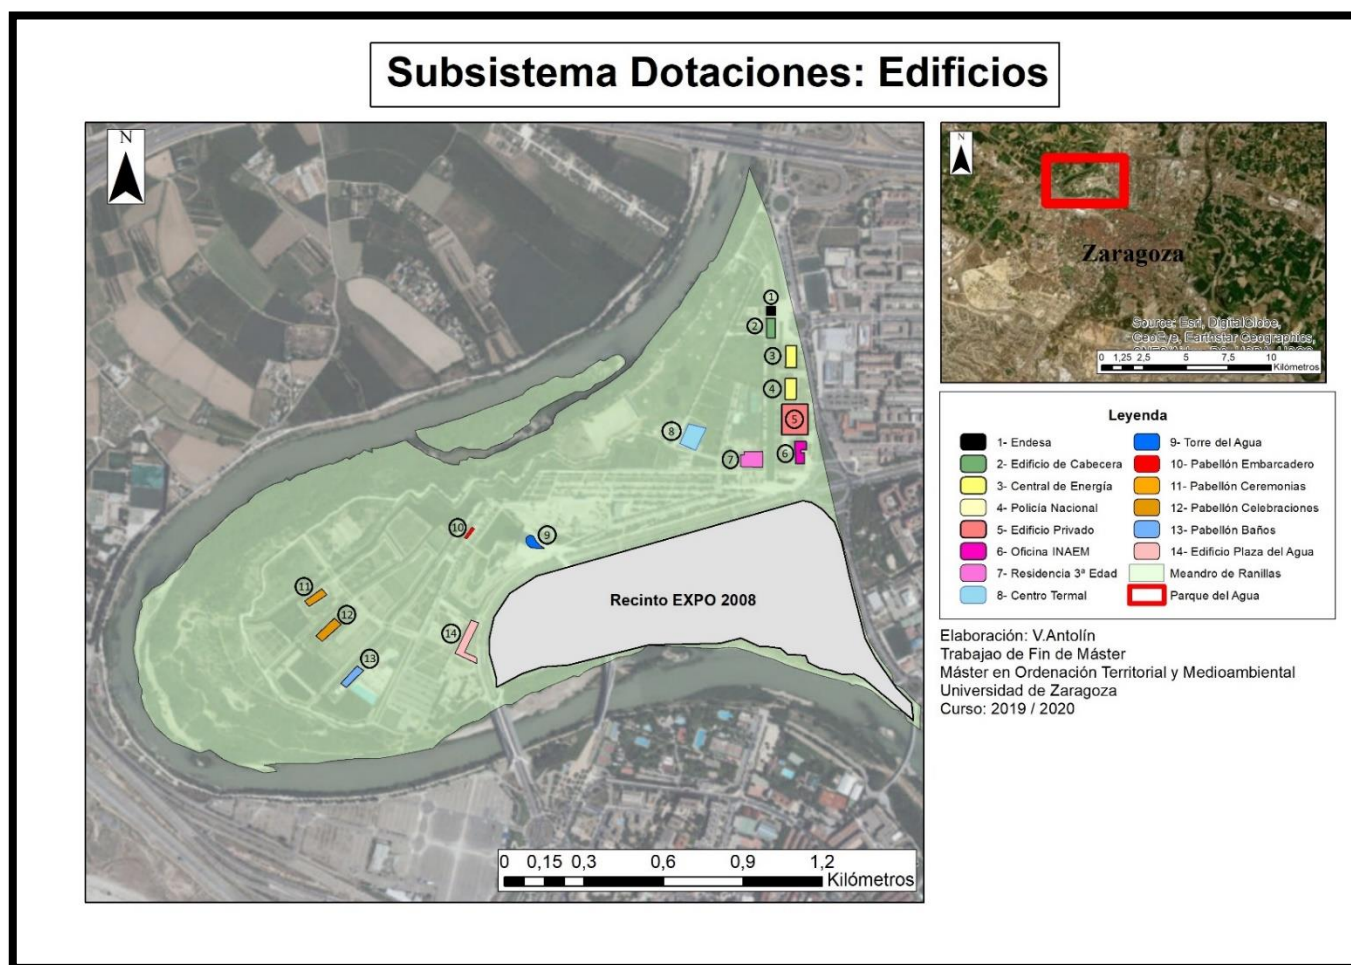 Subsistema Dotaciones: Edificios
N
1
2
3
4
5
6
7
8
9
10
11
12
13
14
Recinto EXPO 2008
0 0,15 0,3 0,6 0,9 1,2
Kilómetros
N
Zaragoza
Source: Esri, DigitalGlobe,
GeoEye, Earthstar Geographics,
0 1,25 2,5 5 7,5 10
Kilómetros
Leyenda
1- Endesa
2- Edificio de Cabecera
3- Central de Energía
4- Policía Nacional
5- Edificio Privado
6- Oficina INAEM
7- Residencia 3ª Edad
8- Centro Termal
9- Torre del Agua
10- Pabellón Embarcadero
11- Pabellón Ceremonias
12- Pabellón Celebraciones
13- Pabellón Baños
14- Edificio Plaza del Agua
Meandro de Ranillas
Parque del Agua
Elaboración: V.Antolín
Trabajao de Fin de Máster
Máster en Ordenación Territorial y Medioambiental
Universidad de Zaragoza
Curso: 2019 / 2020